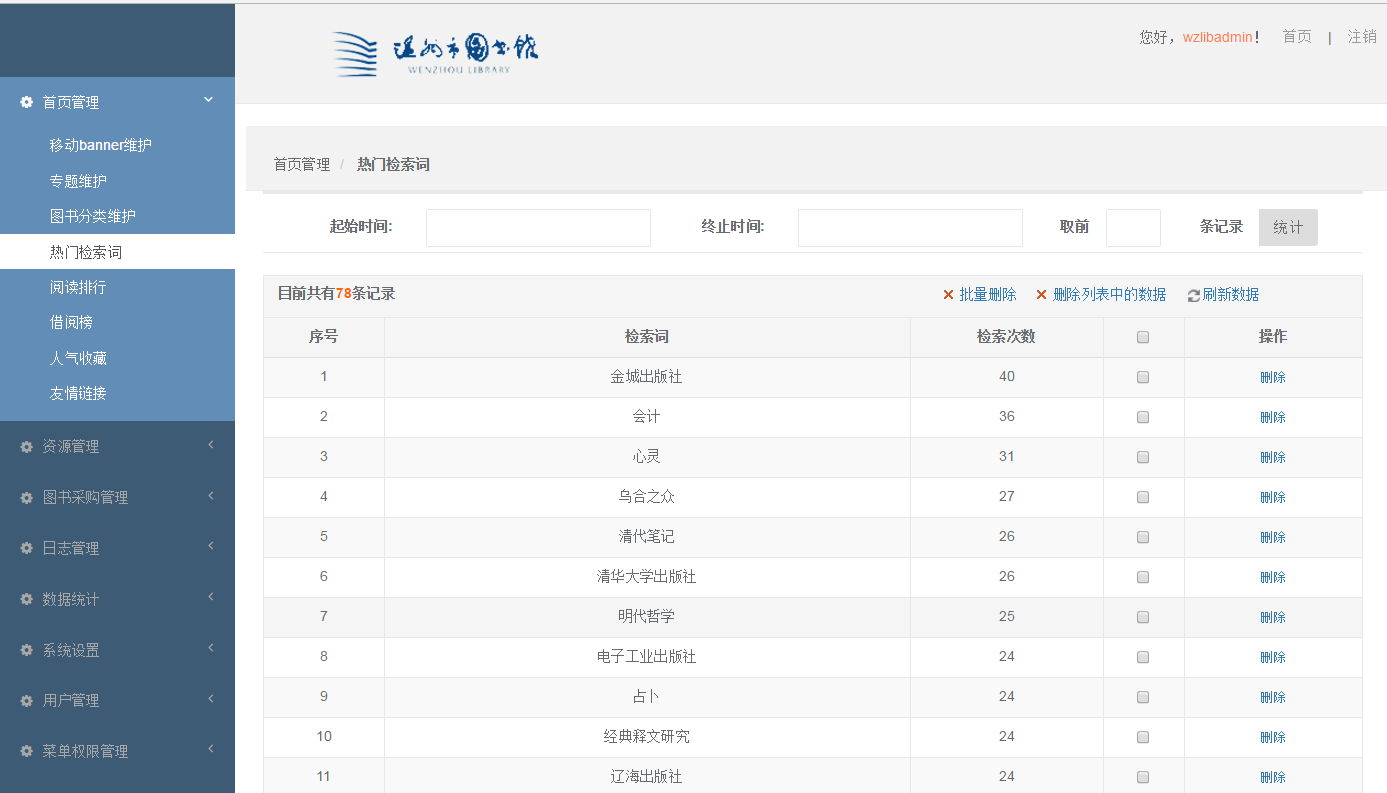 温州市图书馆
WENZHOU LIBRARY
您好，wzlibadmin！ 首页 | 注销
首页管理
移动banner维护
专题维护
图书分类维护
热门检索词
阅读排行
借阅榜
人气收藏
友情链接
资源管理
图书采购管理
日志管理
数据统计
系统设置
用户管理
菜单权限管理
首页管理 / 热门检索词
起始时间: 终止时间: 取前 条记录 统计
目前共有78条记录 批量删除 删除列表中的数据 刷新数据
序号 检索词 检索次数 操作
1 金城出版社 40 删除
2 会计 36 删除
3 心灵 31 删除
4 乌合之众 27 删除
5 清代笔记 26 删除
6 清华大学出版社 26 删除
7 明代哲学 25 删除
8 电子工业出版社 24 删除
9 占卜 24 删除
10 经典释文研究 24 删除
11 辽海出版社 24 删除